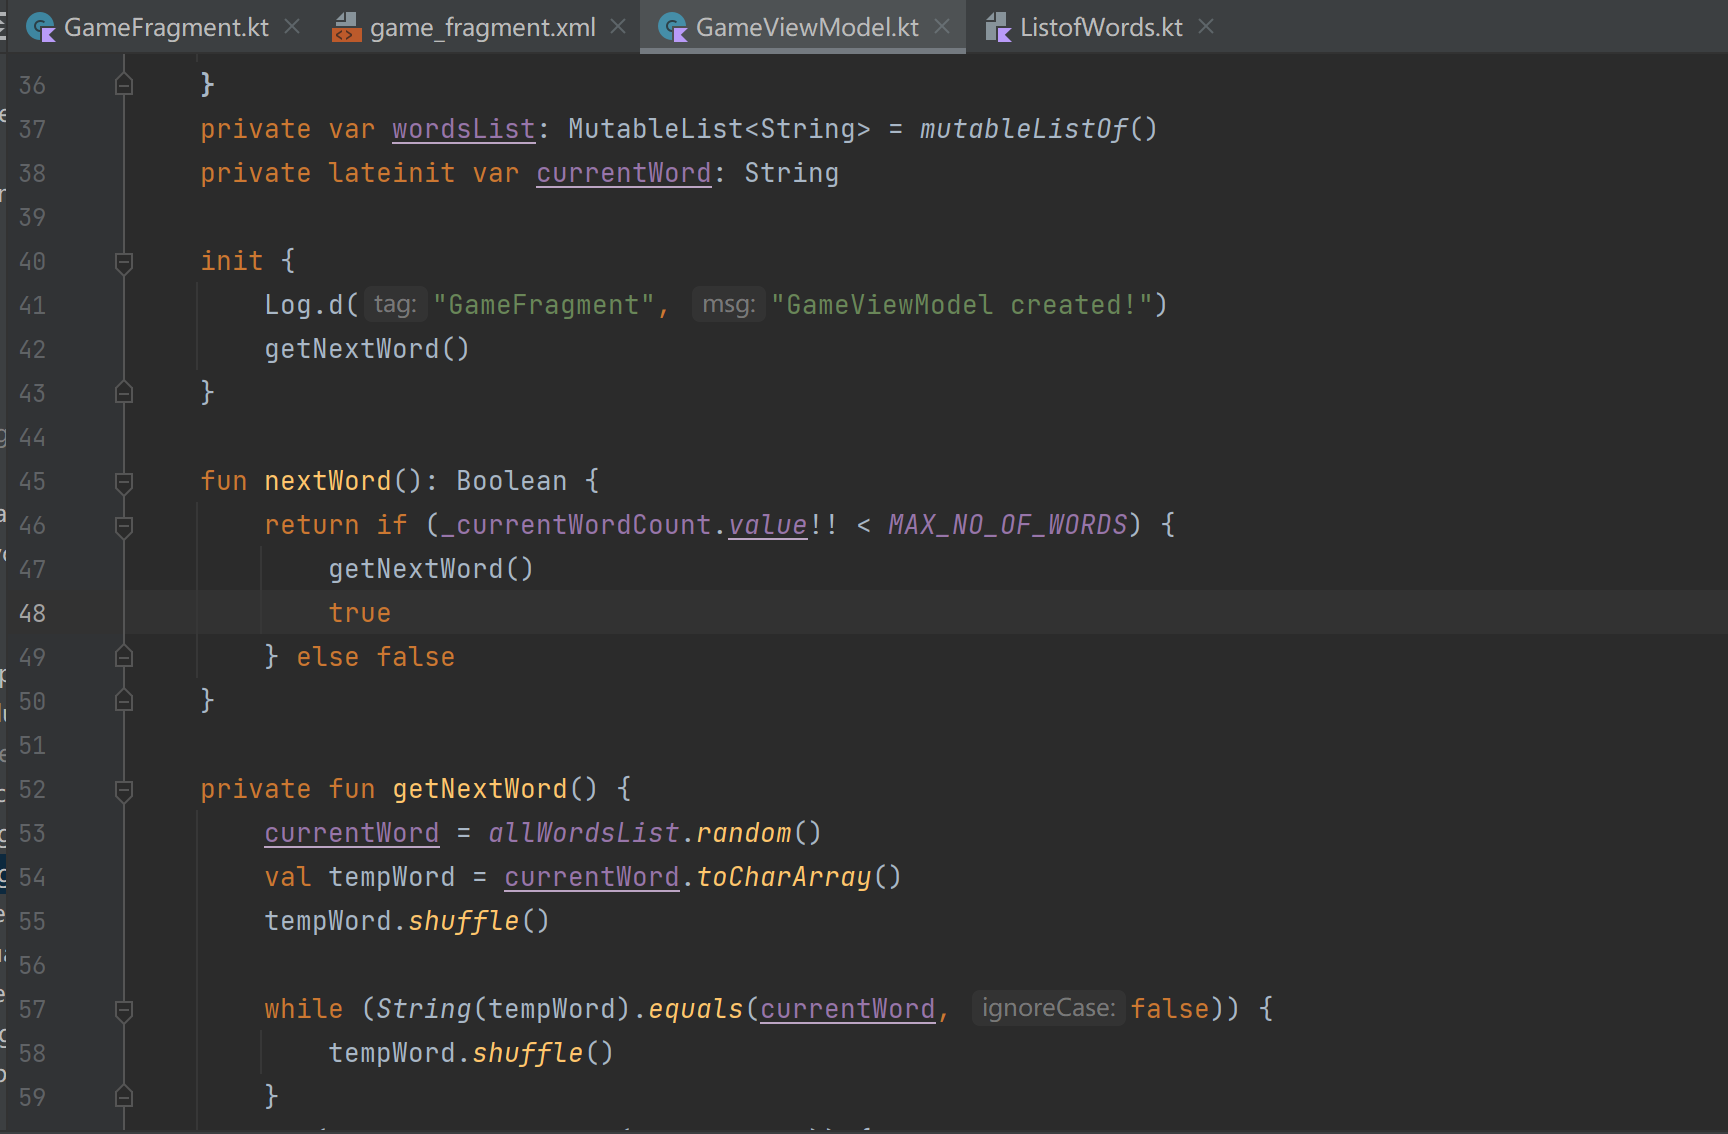 GameFragment.kt game_fragment.xml GameViewModel.kt ListofWords.kt
36 }
37 private var wordsList: MutableList<String> = mutableListOf()
38 private lateinit var currentWord: String
39
40 init {
41 Log.d( tag: "GameFragment", msg: "GameViewModel created!")
42 getNextWord()
43 }
44
45 fun nextWord(): Boolean {
46 return if (_currentWordCount.value!! < MAX_NO_OF_WORDS) {
47 getNextWord()
48 true
49 } else false
50 }
51
52 private fun getNextWord() {
53 currentWord = allWordsList.random()
54 val tempWord = currentWord.toCharArray()
55 tempWord.shuffle()
56
57 while (String(tempWord).equals(currentWord, ignoreCase: false)) {
58 tempWord.shuffle()
59 }